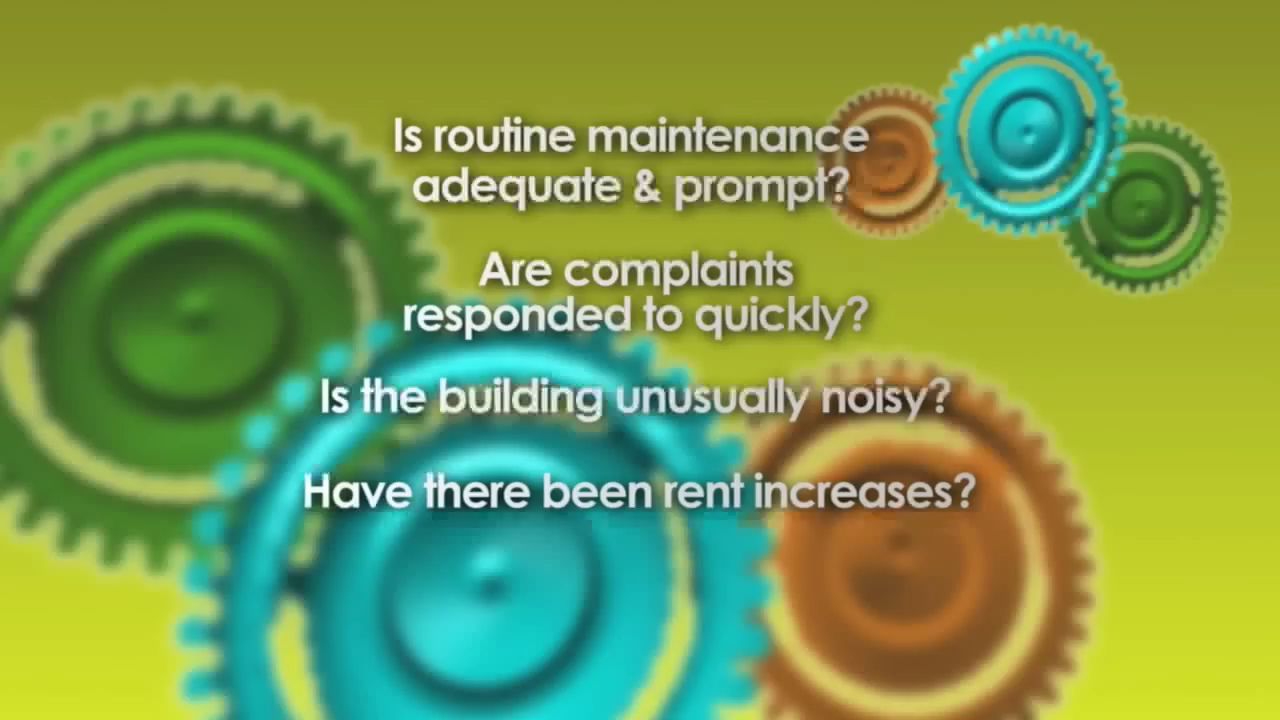 Is routine maintenance
adequate & prompt?
Are complaints
responded to quickly?
Is the building unusually noisy?
Have there been rent increases?